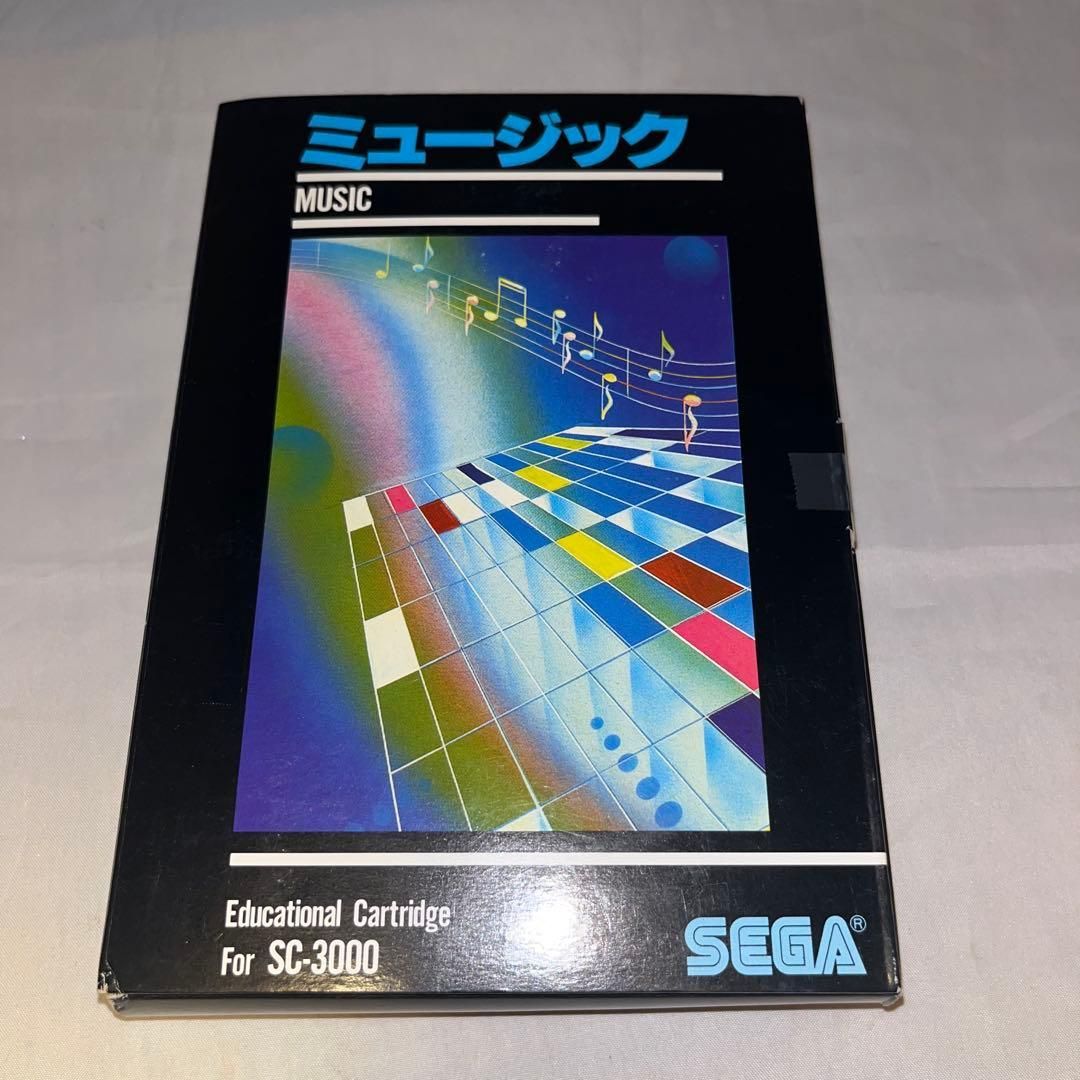 ミュージック
MUSIC
Educational Cartridge
For SC-3000
SEGA®